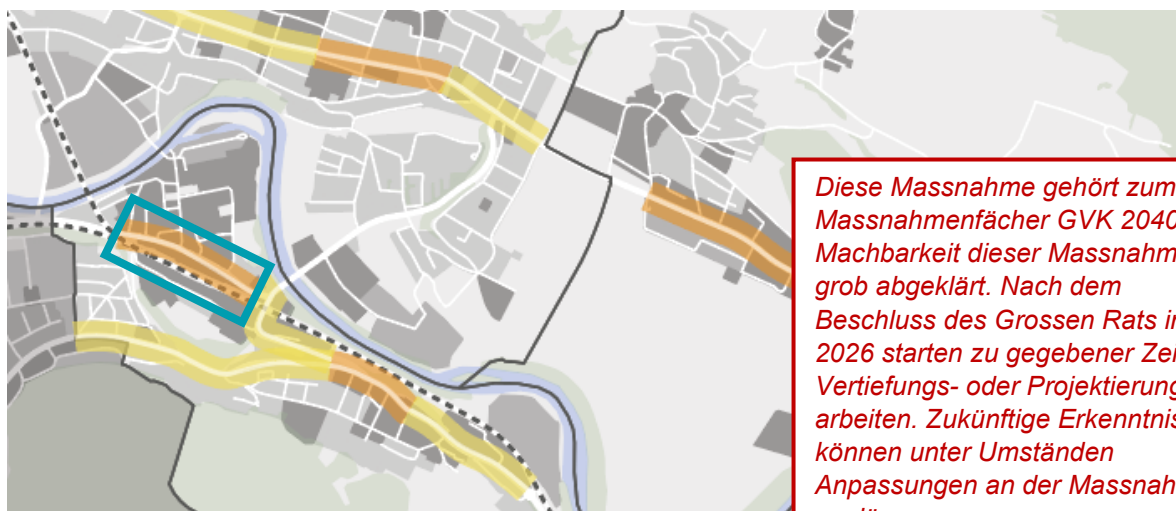 Diese Massnahme gehört zum
Massnahmenfächer GVK 2040
Machbarkeit dieser Massnahm
grob abgeklärt. Nach dem
Beschluss des Grossen Rats i
2026 starten zu gegebener Ze
Vertiefungs- oder Projektierung
arbeiten. Zukünftige Erkenntnis
können unter Umständen
Anpassungen an der Massnah